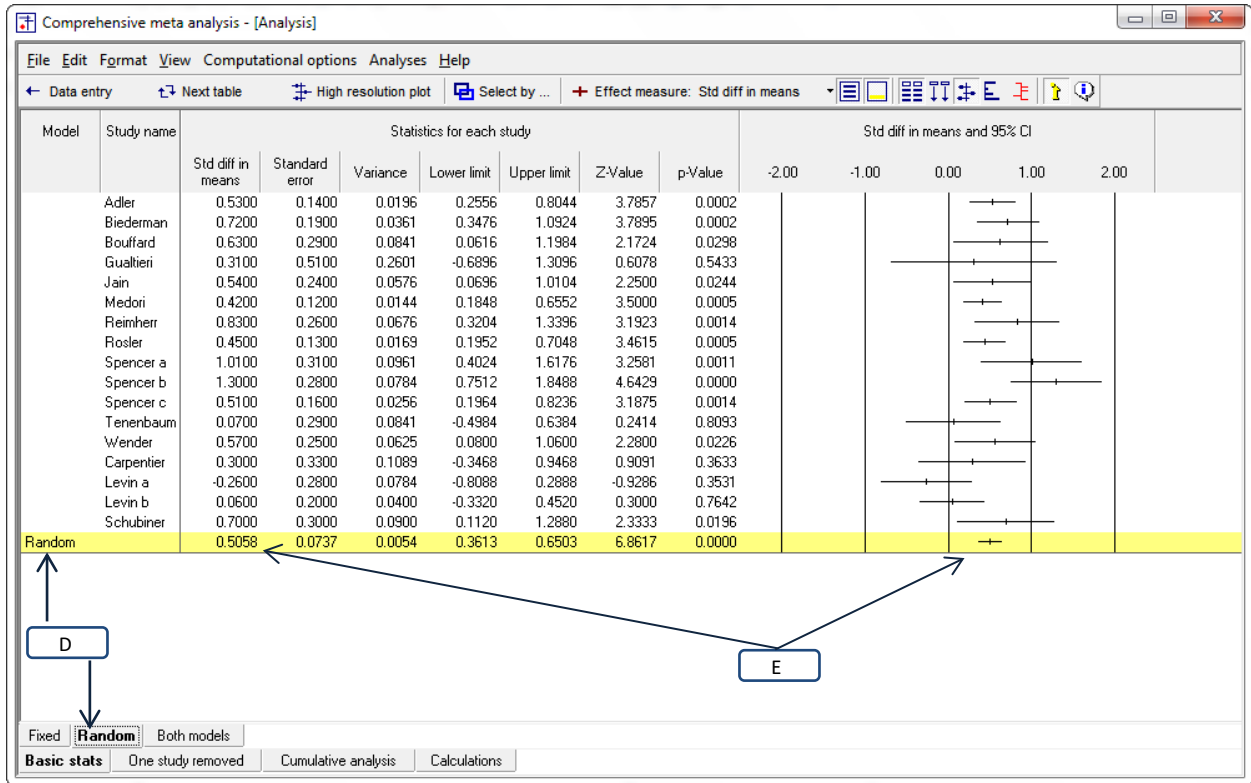 Comprehensive meta analysis - [Analysis]
File Edit Format View Computational options Analyses Help
Data entry Next table High resolution plot Select by ... Effect measure: Std diff in means
Model Study name Statistics for each study Std diff in means and 95% CI
Std diff in means Standard error Variance Lower limit Upper limit Z-Value p-Value -2.00 -1.00 0.00 1.00 2.00
Adler 0.5300 0.1400 0.0196 0.2556 0.8044 3.7857 0.0002
Biederman 0.7200 0.1900 0.0361 0.3476 1.0924 3.7895 0.0002
Bouffard 0.6300 0.2900 0.0841 0.0616 1.1984 2.1724 0.0298
Gualtieri 0.3100 0.5100 0.2601 -0.6896 1.3096 0.6078 0.5433
Jain 0.5400 0.2400 0.0576 0.0696 1.0104 2.2500 0.0244
Medori 0.4200 0.1200 0.0144 0.1848 0.6552 3.5000 0.0005
Reimherr 0.8300 0.2600 0.0676 0.3204 1.3396 3.1923 0.0014
Rosler 0.4500 0.1300 0.0169 0.1952 0.7048 3.4615 0.0005
Spencer a 1.0100 0.3100 0.0961 0.4024 1.6176 3.2581 0.0011
Spencer b 1.3000 0.2800 0.0784 0.7512 1.8488 4.6429 0.0000
Spencer c 0.5100 0.1600 0.0256 0.1964 0.8236 3.1875 0.0014
Tenenbaum 0.0700 0.2900 0.0841 -0.4984 0.6384 0.2414 0.8093
Wender 0.5700 0.2500 0.0625 0.0800 1.0600 2.2800 0.0226
Carpentier 0.3000 0.3300 0.1089 -0.3468 0.9468 0.9091 0.3633
Levin a -0.2600 0.2800 0.0784 -0.8088 0.2888 -0.9286 0.3531
Levin b 0.0600 0.2000 0.0400 -0.3320 0.4520 0.3000 0.7642
Schubiner 0.7000 0.3000 0.0900 0.1120 1.2880 2.3333 0.0196
Random 0.5058 0.0737 0.0054 0.3613 0.6503 6.8617 0.0000
D
E
Fixed Random Both models
Basic stats One study removed Cumulative analysis Calculations